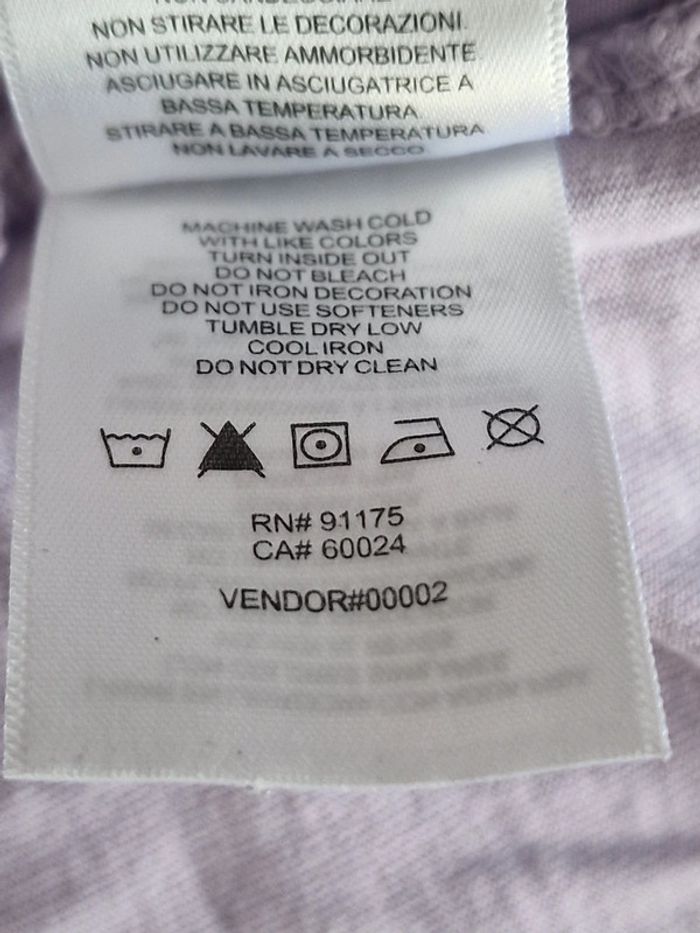 NON STIRARE LE DECORAZIONI.
NON UTILIZZARE AMMORBIDENTE
ASCIUGARE IN ASCIUGATRICE A
BASSA TEMPERATURA.
STIRARE A BASSA TEMPERATURA
NON LAVARE A SECCO.
MACHINE WASH COLD
WITH LIKE COLORS
TURN INSIDE OUT
DO NOT BLEACH
DO NOT IRON DECORATION
DO NOT USE SOFTENERS
TUMBLE DRY LOW
COOL IRON
DO NOT DRY CLEAN
RN# 91175
CA# 60024
VENDOR#00002